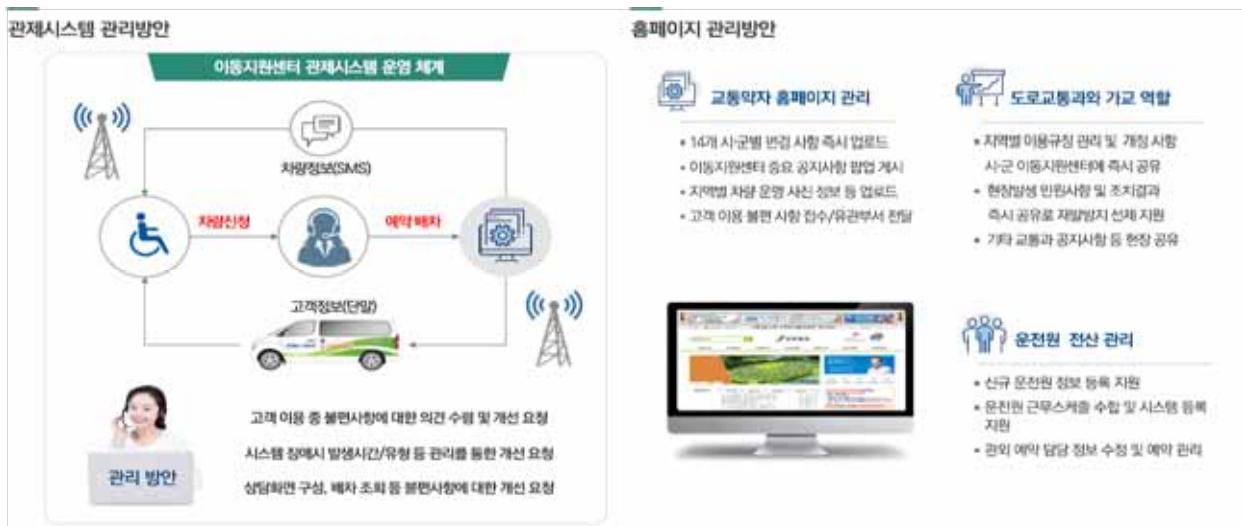 관제시스템 관리방안
이동지원센터 관제시스템 운영 체계
차량정보(SMS)
차량신청
예약 배차
고객정보(단말)
관리 방안
고객 이용 중 불편사항에 대한 의견 수렴 및 개선 요청
시스템 장애시 발생시간/유형 등 관리를 통한 개선 요청
상담화면 구성, 배차 조회 등 불편사항에 대한 개선 요청
홈페이지 관리방안
교통약자 홈페이지 관리
• 14개 시·군별 변경 사항 즉시 업로드
• 이동지원센터 중요 공지사항 팝업 게시
• 지역별 차량 운영 사진 정보 등 업로드
• 고객 이용 불편 사항 접수/유관부서 전달
도로교통과와 가교 역할
• 지역별 이용규정 관리 및 개정 사항
시·군 이동지원센터에 즉시 공유
• 현장발생 민원사항 및 조치결과
즉시 공유로 재발방지 선제 지원
• 기타 교통과 공지사항 등 현장 공유
운전원 전산 관리
• 신규 운전원 정보 등록 지원
• 운전원 근무스케줄 수합 및 시스템 등록
지원
• 관외 예약 담당 정보 수정 및 예약 관리